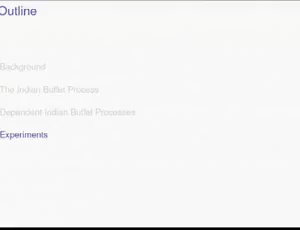 Outline
Background
The Indian Buffet Process
Dependent Indian Buffet Processes
Experiments